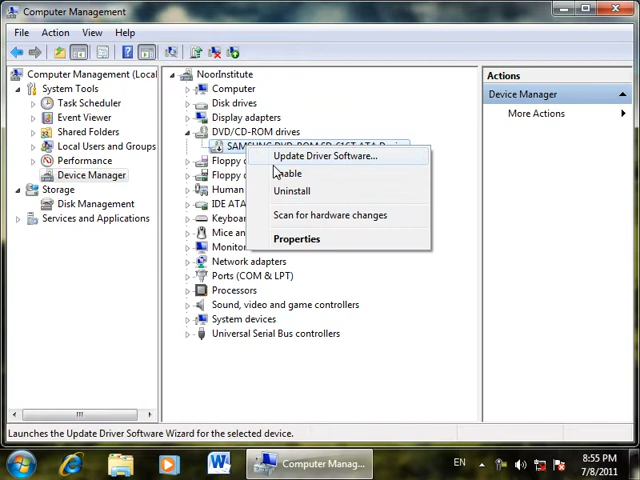 Computer Management
File Action View Help
Computer Management (Local
System Tools
Task Scheduler
Event Viewer
Shared Folders
Local Users and Groups
Performance
Device Manager
Storage
Disk Management
Services and Applications
NoorInstitute
Computer
Disk drives
Display adapters
DVD/CD-ROM drives
SAMSUNG DVD-ROM
Floppy
Floppy
Human
IDE ATA
Keyboa
Mice an
Monito
Network adapters
Ports (COM & LPT)
Processors
Sound, video and game controllers
System devices
Universal Serial Bus controllers
Update Driver Software...
Uninstall
Scan for hardware changes
Properties
Actions
Device Manager
More Actions
Launches the Update Driver Software Wizard for the selected device.
Computer Manag...
EN
8:55 PM
7/8/2011